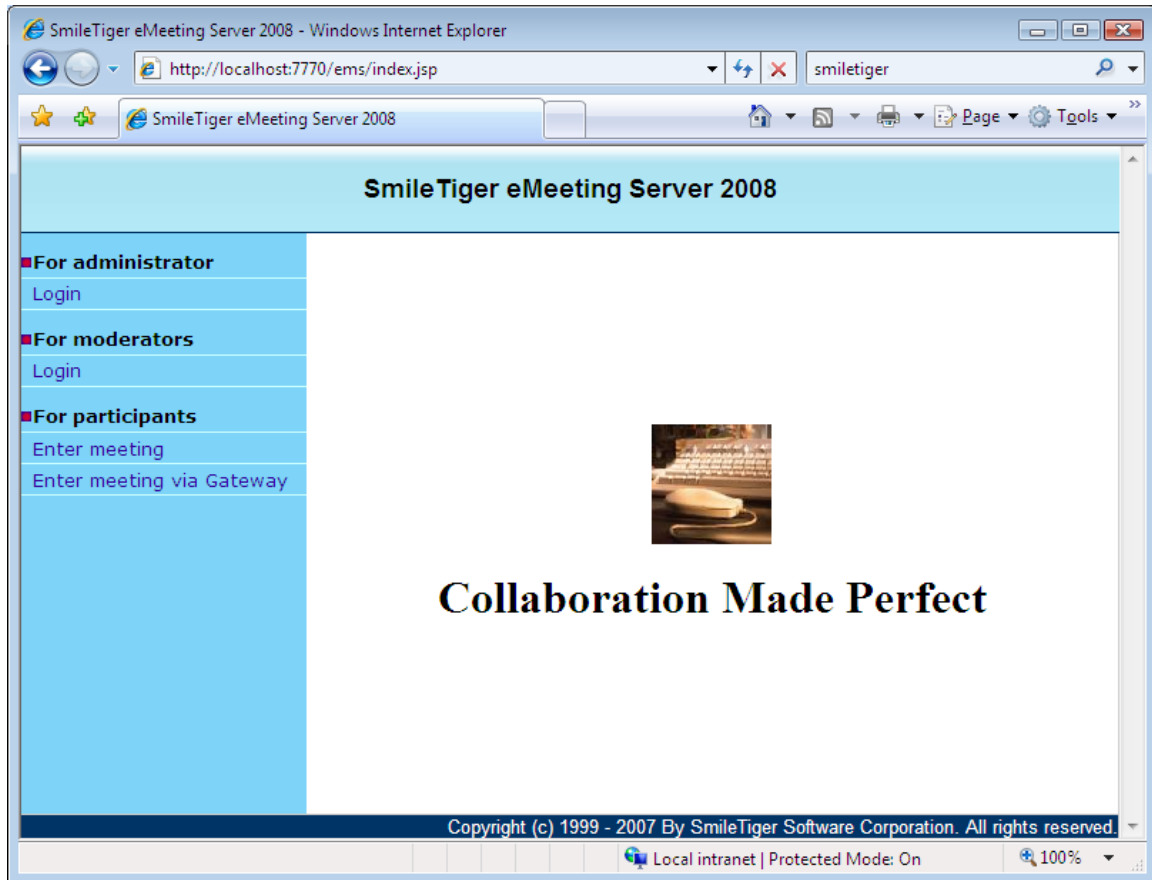 SmileTiger eMeeting Server 2008 - Windows Internet Explorer
http://localhost:7770/ems/index.jsp smiletiger
SmileTiger eMeeting Server 2008 Page Tools
SmileTiger eMeeting Server 2008
For administrator
Login
For moderators
Login
For participants
Enter meeting
Enter meeting via Gateway
Collaboration Made Perfect
Copyright (c) 1999 - 2007 By SmileTiger Software Corporation. All rights reserved.
Local intranet | Protected Mode: On 100%